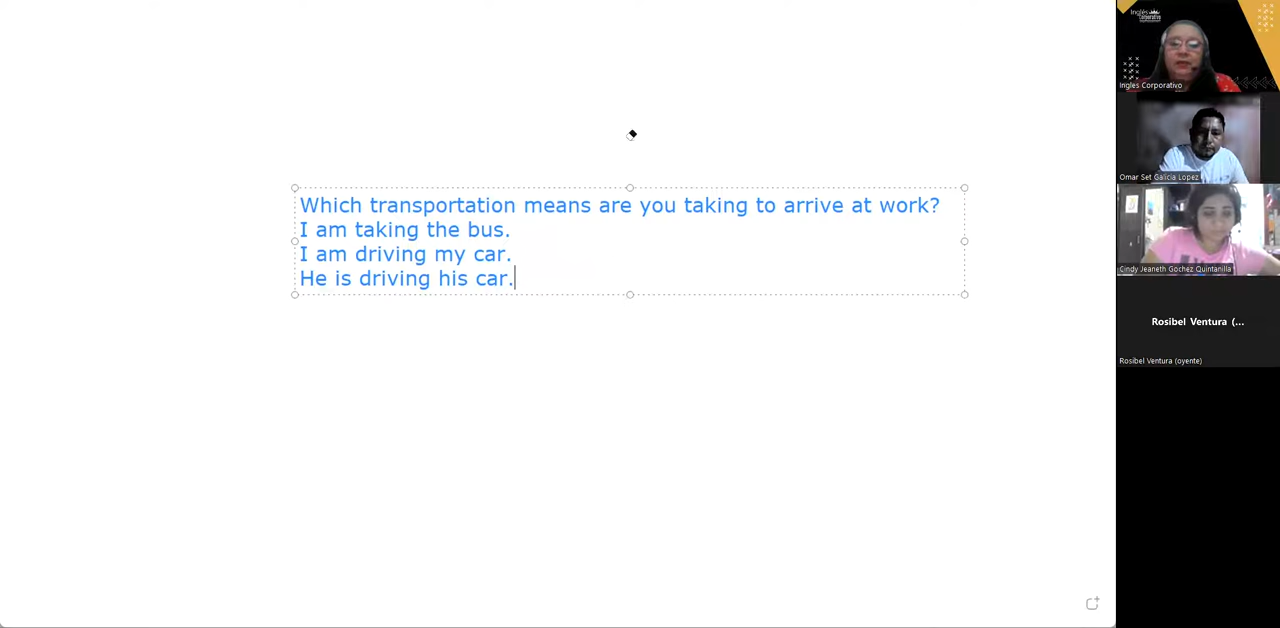 Which transportation means are you taking to arrive at work?
I am taking the bus.
I am driving my car.
He is driving his car.
Inglés
Corporativo
Ingles Corporativo
Omar Set Galicia Lopez
Cindy Jeaneth Gochez Quintanilla
Rosibel Ventura (...
Rosibel Ventura (oyente)